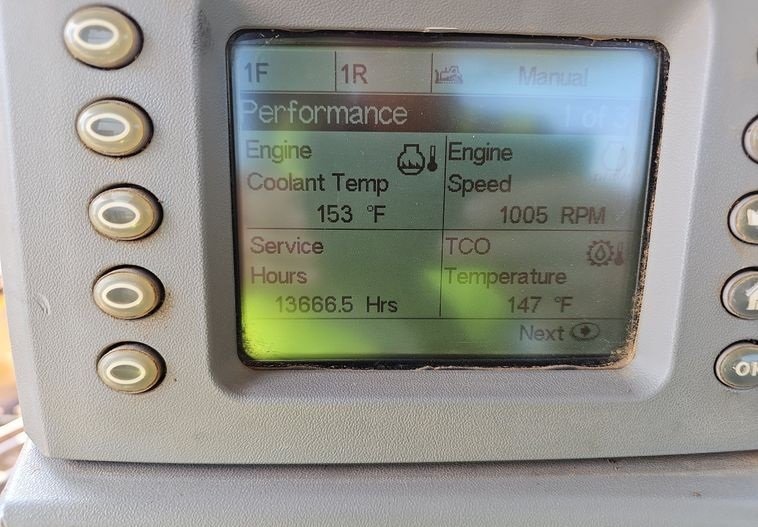 1F 1R Manual
Performance 1 of 3
Engine Coolant Temp
153 °F
Engine Speed
1005 RPM
Service Hours
13666.5 Hrs
TCO Temperature
147 °F
Next
OK